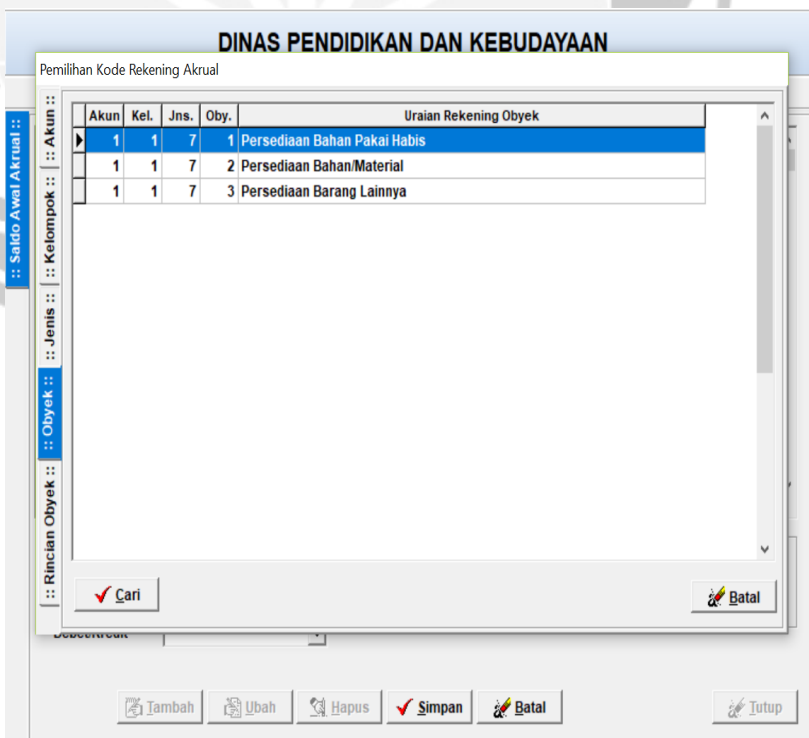 DINAS PENDIDIKAN DAN KEBUDAYAAN
Pemilihan Kode Rekening Akrual
:: Saldo Awal Akrual ::
:: Akun ::
:: Kelompok ::
:: Jenis ::
:: Obyek ::
:: Rincian Obyek ::
Akun Kel. Jns. Oby. Uraian Rekening Obyek
1 1 7 1 Persediaan Bahan Pakai Habis
1 1 7 2 Persediaan Bahan/Material
1 1 7 3 Persediaan Barang Lainnya
Cari Batal
Debet/Kredit
Tambah Ubah Hapus Simpan Batal Tutup